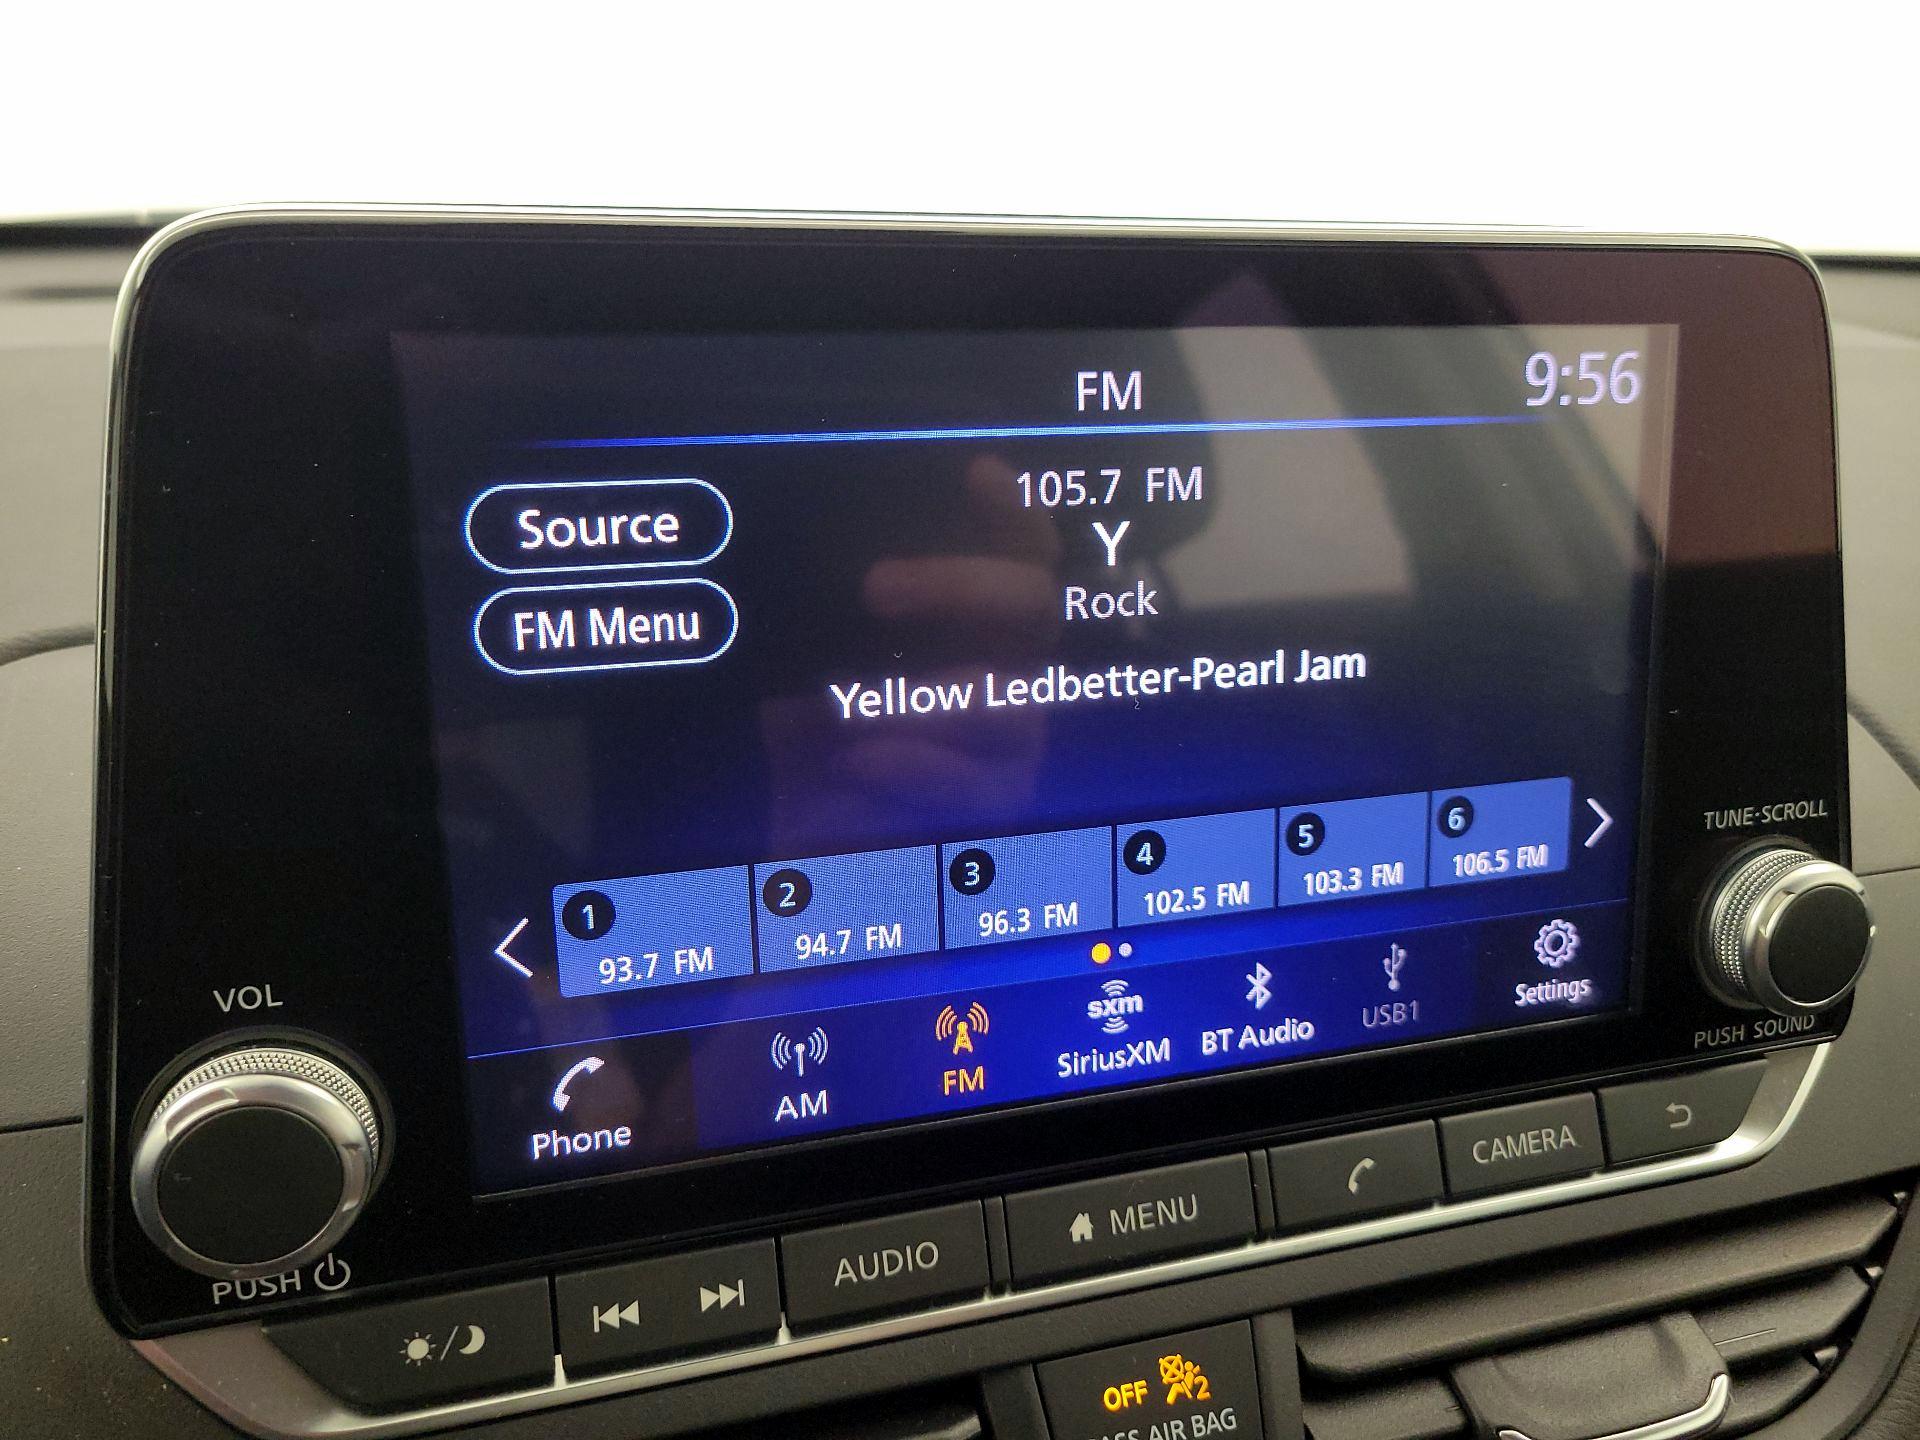 FM
9:56
Source
105.7 FM
Y
FM Menu
Rock
Yellow Ledbetter-Pearl Jam
1
93.7 FM
2
94.7 FM
3
96.3 FM
4
102.5 FM
5
103.3 FM
6
106.5 FM
TUNE·SCROLL
VOL
Phone
AM
FM
sxm
SiriusXM
BT Audio
USB1
Settings
PUSH SOUND
PUSH
AUDIO
MENU
CAMERA
OFF
2
AIR BAG